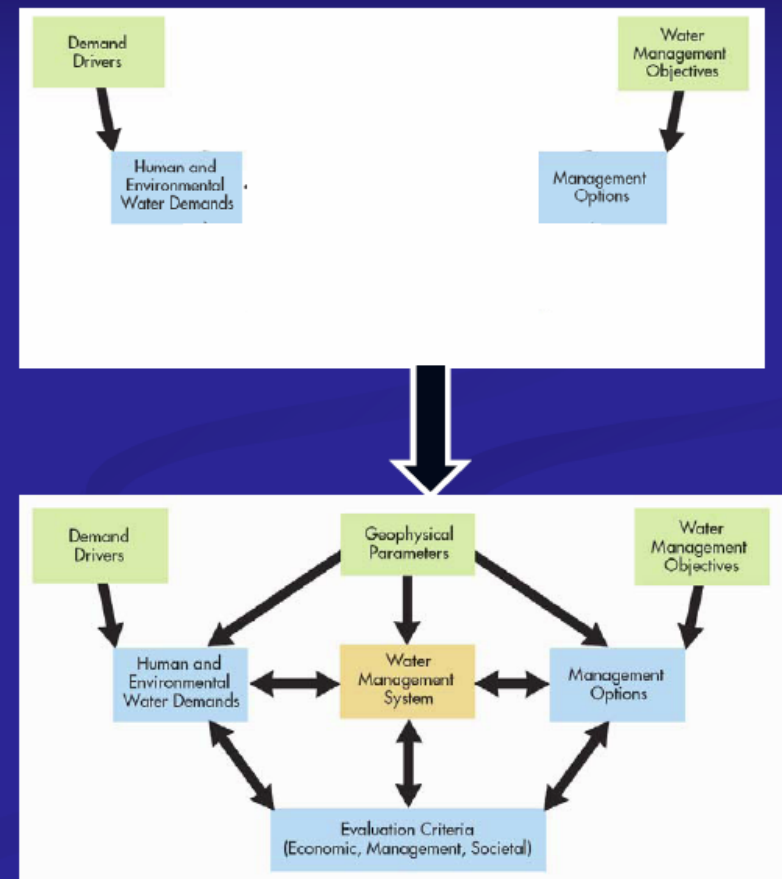 Demand
Drivers
Water
Management
Objectives
Human and
Environmental
Water Demands
Management
Options
Demand
Drivers
Geophysical
Parameters
Water
Management
Objectives
Human and
Environmental
Water Demands
Water
Management
System
Management
Options
Evaluation Criteria
(Economic, Management, Societal)